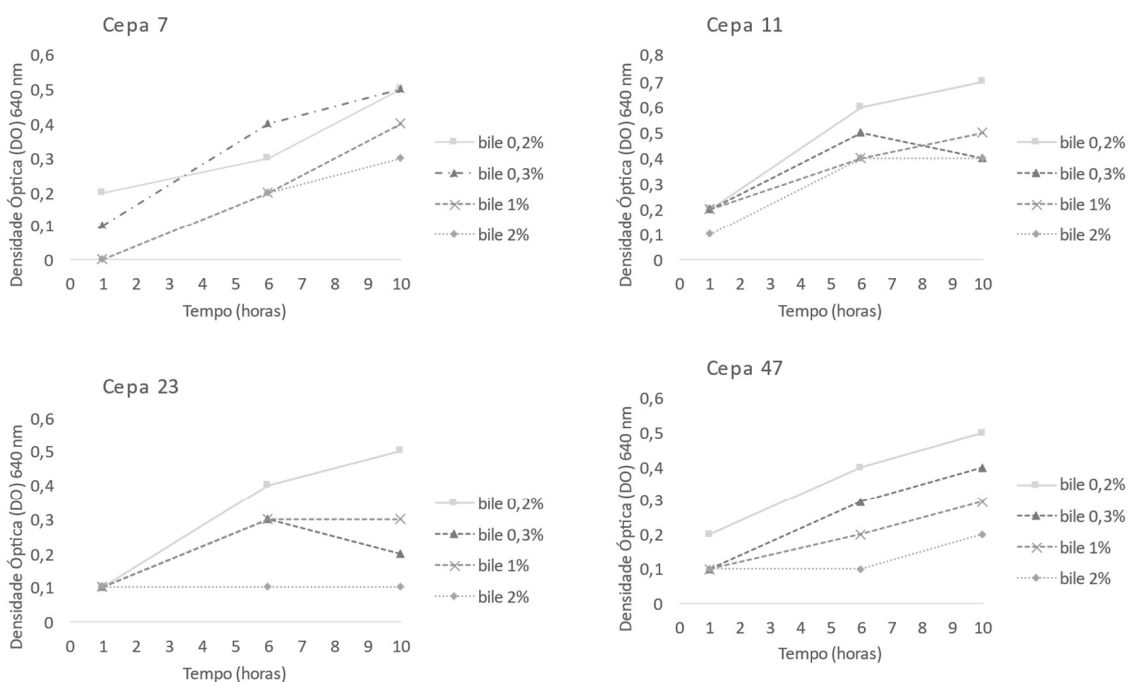 Cepa 7
Densidade Óptica (DO) 640 nm
0,6
0,5
0,4
0,3
0,2
0,1
0
0 1 2 3 4 5 6 7 8 9 10
Tempo (horas)
bile 0,2%
bile 0,3%
bile 1%
bile 2%
Cepa 11
Densidade Óptica (DO) 640 nm
0,8
0,7
0,6
0,5
0,4
0,3
0,2
0,1
0
0 1 2 3 4 5 6 7 8 9 10
Tempo (horas)
bile 0,2%
bile 0,3%
bile 1%
bile 2%
Cepa 23
Densidade Óptica (DO) 640 nm
0,6
0,5
0,4
0,3
0,2
0,1
0
0 1 2 3 4 5 6 7 8 9 10
Tempo (horas)
bile 0,2%
bile 0,3%
bile 1%
bile 2%
Cepa 47
Densidade Óptica (DO) 640 nm
0,6
0,5
0,4
0,3
0,2
0,1
0
0 1 2 3 4 5 6 7 8 9 10
Tempo (horas)
bile 0,2%
bile 0,3%
bile 1%
bile 2%